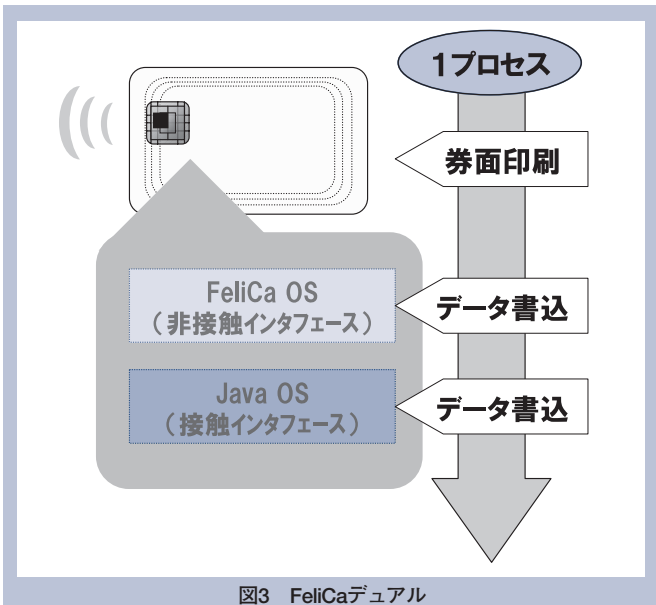 1プロセス
券面印刷
FeliCa OS
(非接触インタフェース)
データ書込
Java OS
(接触インタフェース)
データ書込
図3 FeliCaデュアル